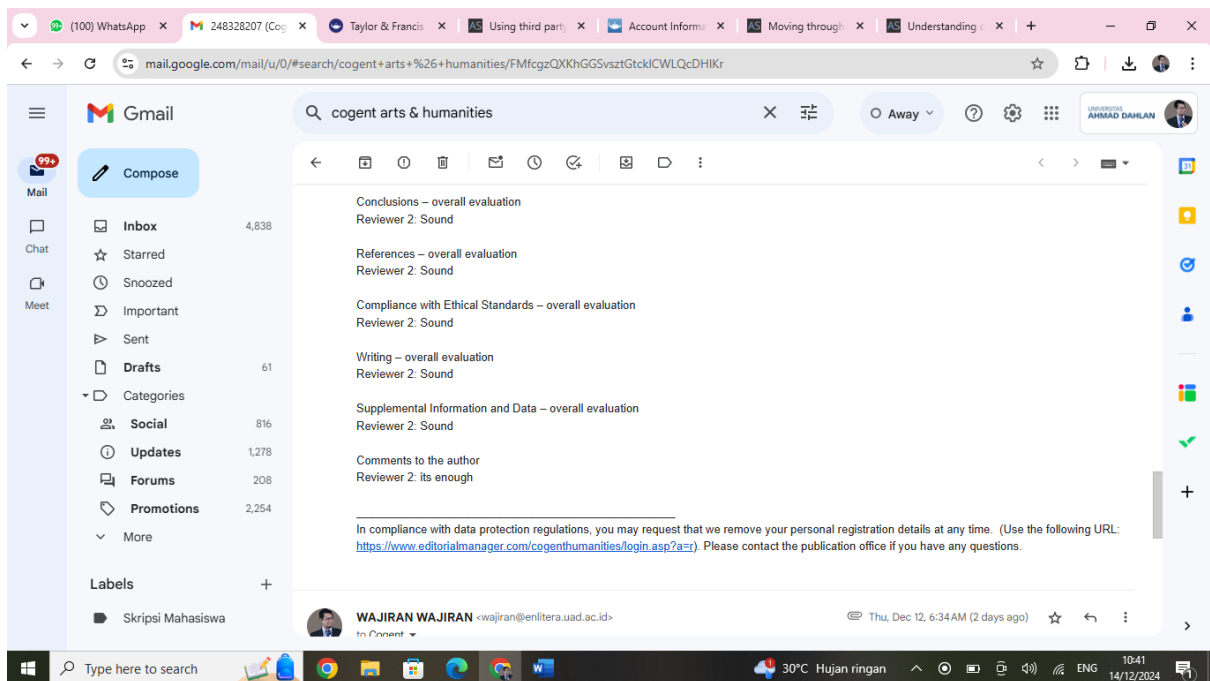 (100) WhatsApp
248328207 (Cog
Taylor & Francis
Using third part
Account Informa
Moving through
Understanding c
mail.google.com/mail/u/0/#search/cogent+arts+%26+humanities/FMfcgzQXKhGGSvsztGtcklCWLQcDHlKr
Gmail
cogent arts & humanities
Away
UNIVERSITAS
AHMAD DAHLAN
99+
Mail
Chat
Meet
Compose
Inbox 4,838
Starred
Snoozed
Important
Sent
Drafts 61
Categories
Social 816
Updates 1,278
Forums 208
Promotions 2,254
More
Labels
Skripsi Mahasiswa
Conclusions – overall evaluation
Reviewer 2: Sound
References – overall evaluation
Reviewer 2: Sound
Compliance with Ethical Standards – overall evaluation
Reviewer 2: Sound
Writing – overall evaluation
Reviewer 2: Sound
Supplemental Information and Data – overall evaluation
Reviewer 2: Sound
Comments to the author
Reviewer 2: its enough
In compliance with data protection regulations, you may request that we remove your personal registration details at any time. (Use the following URL:
https://www.editorialmanager.com/cogenthumanities/login.asp?a=r). Please contact the publication office if you have any questions.
WAJIRAN WAJIRAN <wajiran@enlitera.uad.ac.id>
Thu, Dec 12, 6:34 AM (2 days ago)
to Cogent
31
Type here to search
30°C Hujan ringan
ENG
10:41
14/12/2024